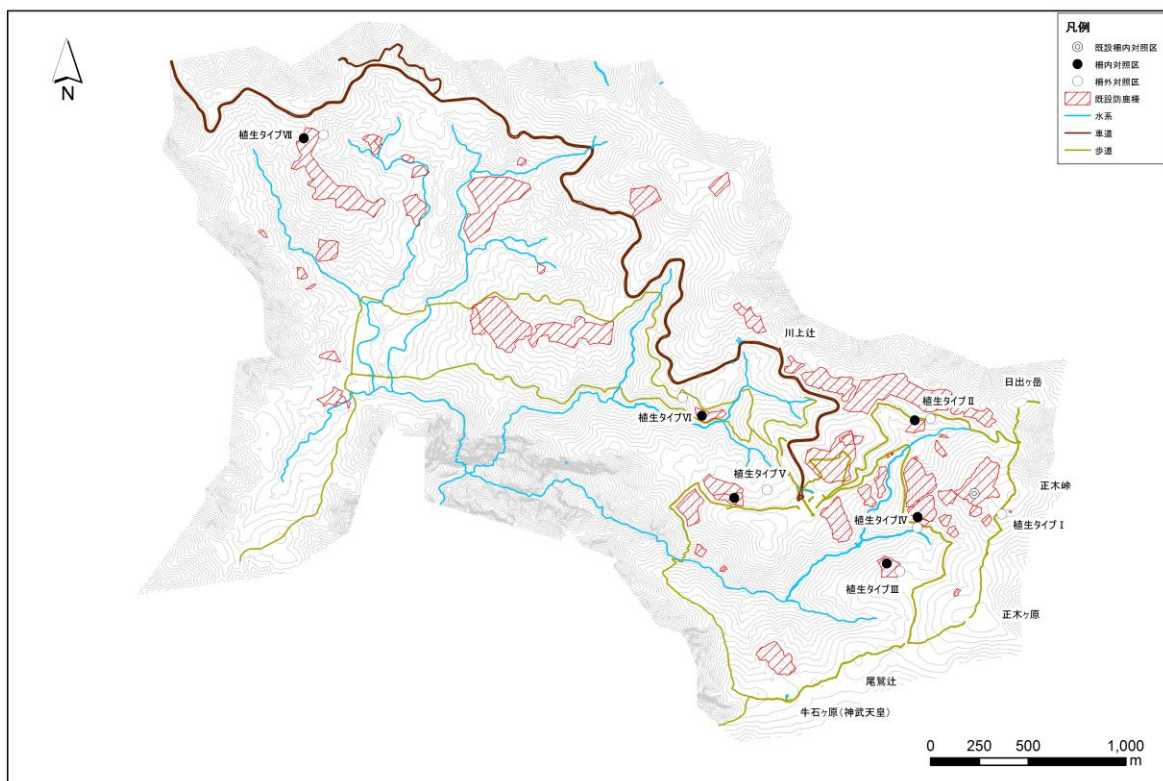 N
凡例
既設柵内対照区
柵内対照区
柵外対照区
既設防鹿柵
水系
車道
歩道
植生タイプⅦ
川上辻
日出ヶ岳
植生タイプⅡ
植生タイプⅥ
植生タイプⅤ
正木峠
植生タイプⅣ
植生タイプⅠ
植生タイプⅢ
正木ヶ原
尾鷲辻
牛石ヶ原(神武天皇)
0 250 500 1,000
m